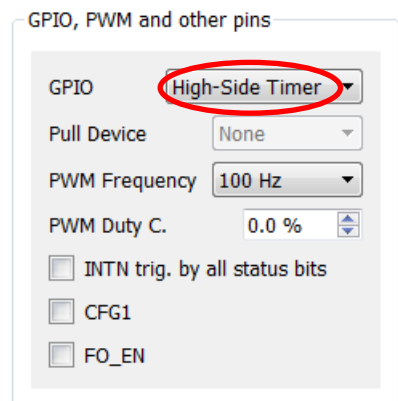 GPIO, PWM and other pins
GPIO High-Side Timer
Pull Device None
PWM Frequency 100 Hz
PWM Duty C. 0.0 %
INTN trig. by all status bits
CFG1
FO_EN